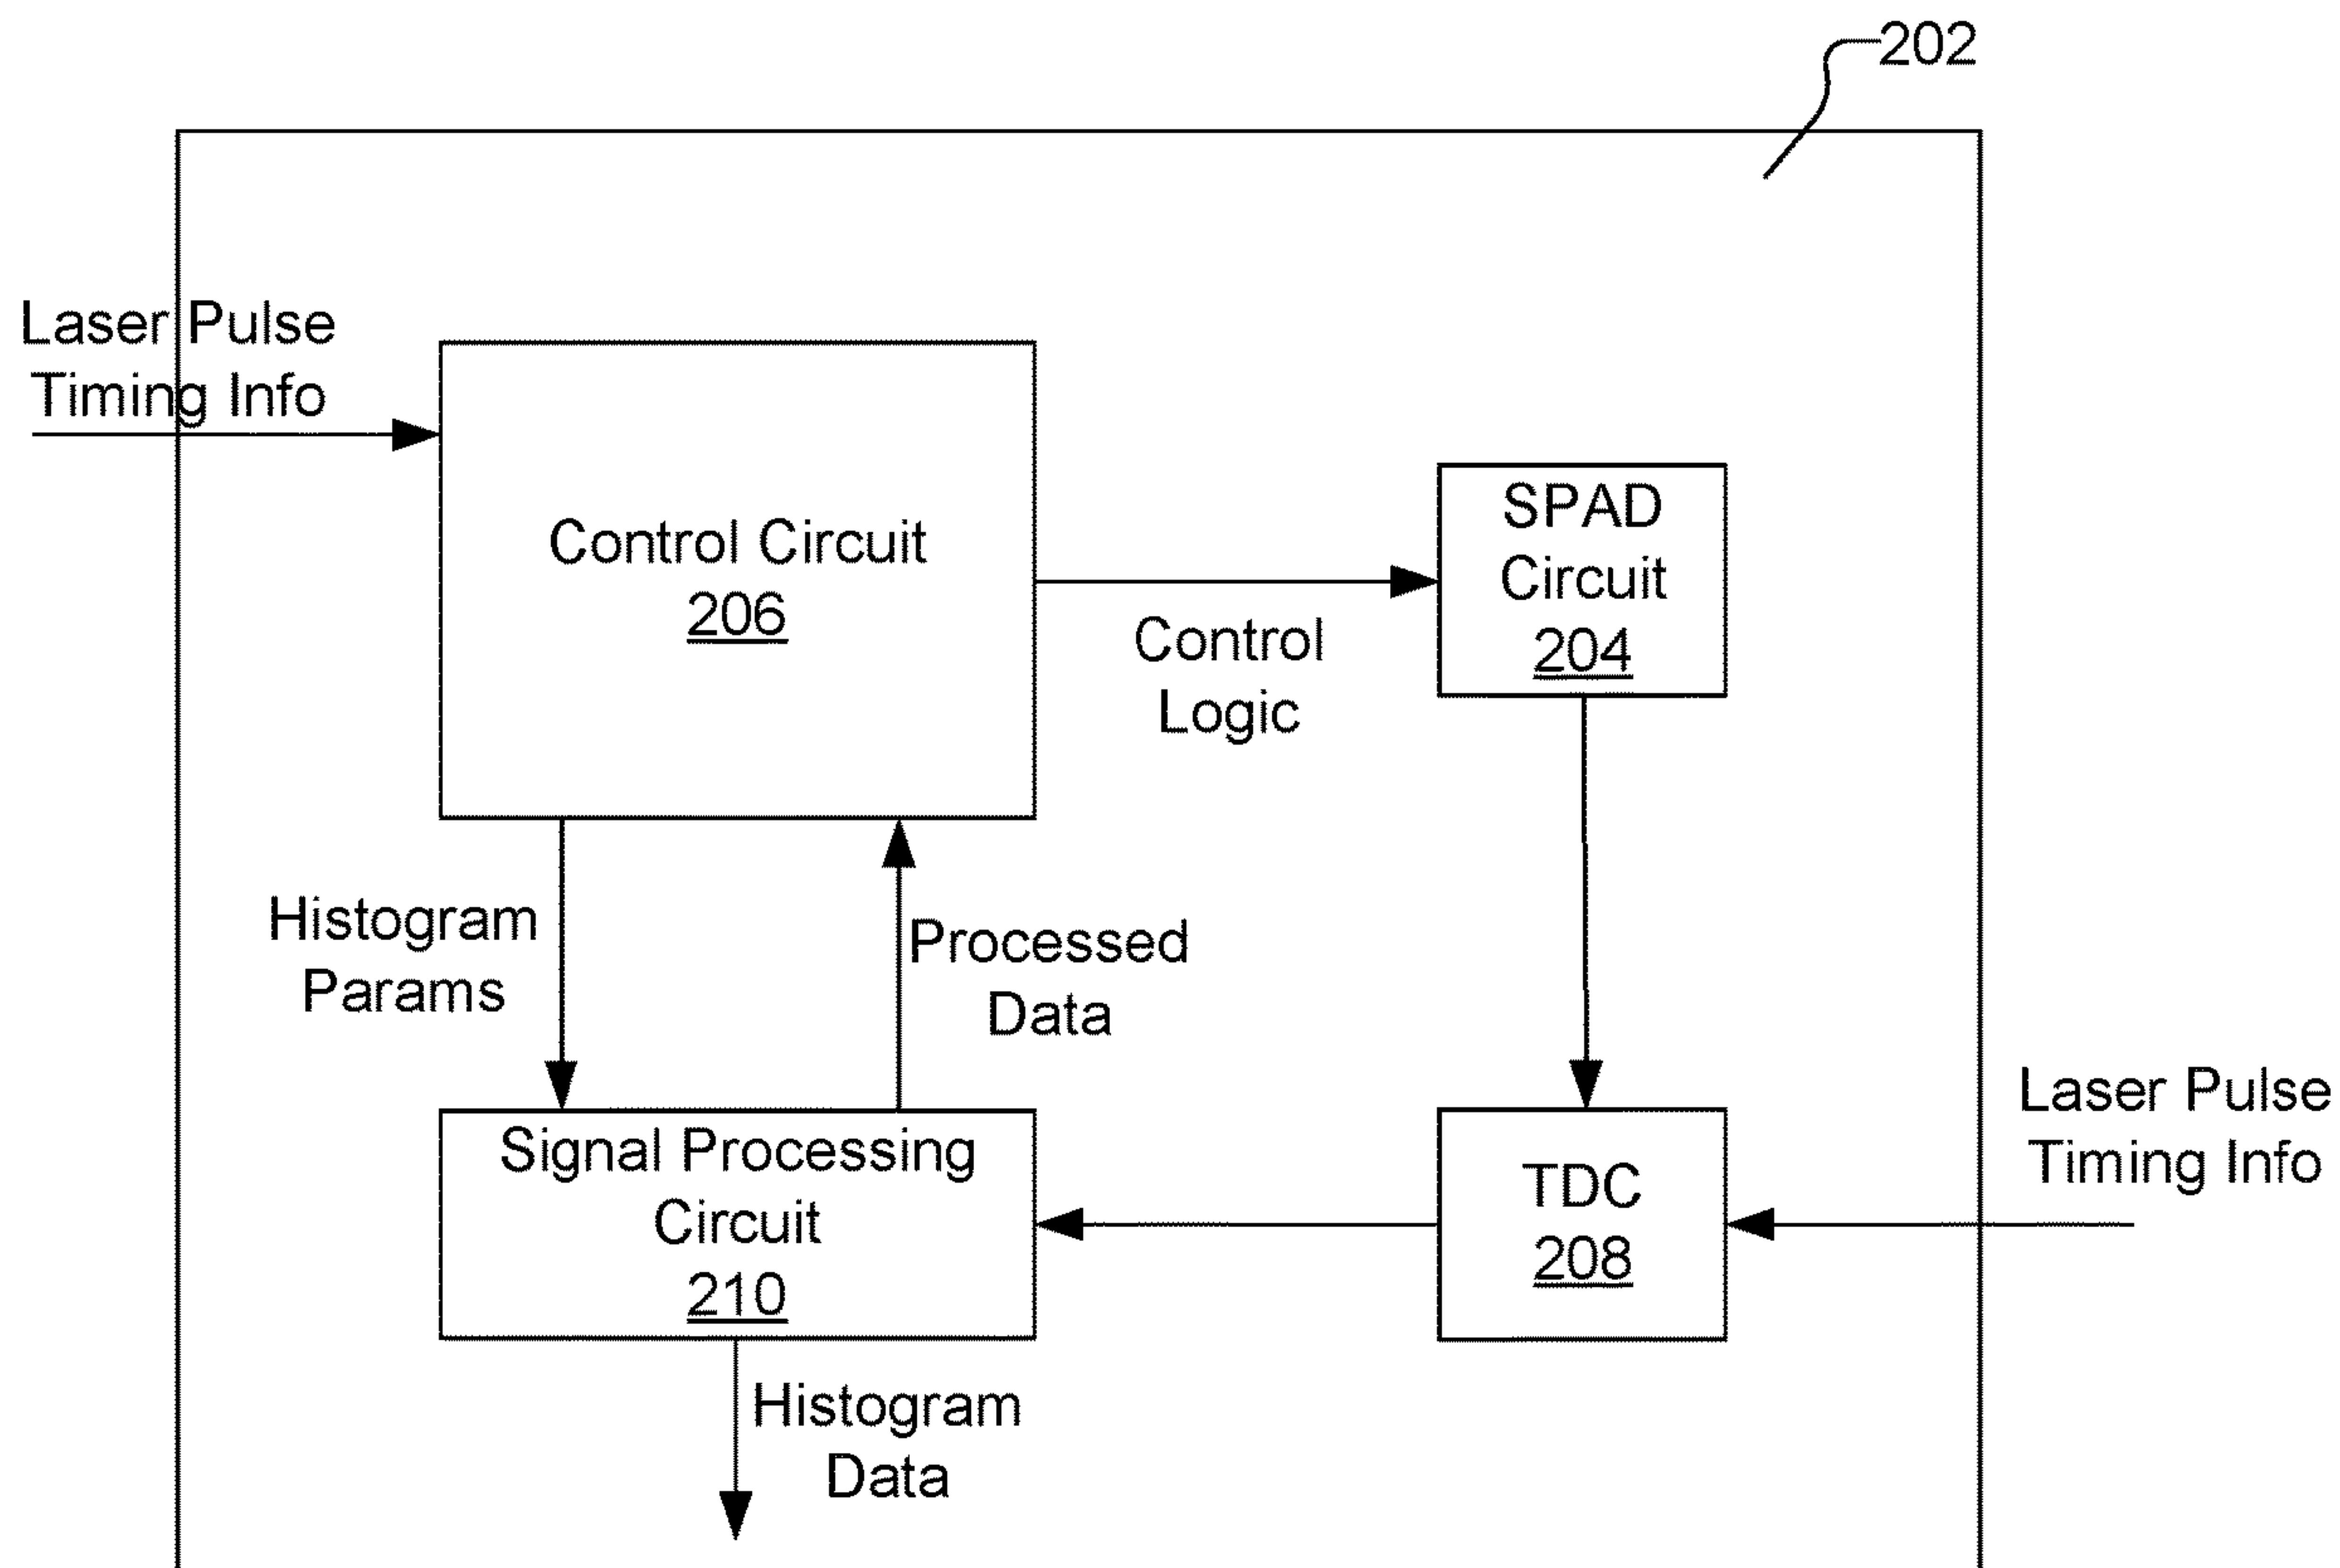 202
Laser Pulse
Timing Info
Control Circuit
206
SPAD
Circuit
204
Control
Logic
Histogram
Params
Processed
Data
Laser Pulse
Timing Info
Signal Processing
Circuit
210
TDC
208
Histogram
Data